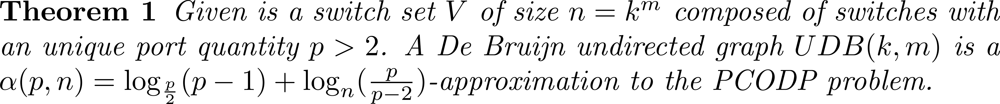 Theorem 1 Given is a switch set V of size n = k^m composed of switches with
an unique port quantity p > 2. A De Bruijn undirected graph UDB(k, m) is a
α(p, n) = log_{\frac{p}{2}}(p − 1) + log_n(\frac{p}{p−2})-approximation to the PCODP problem.